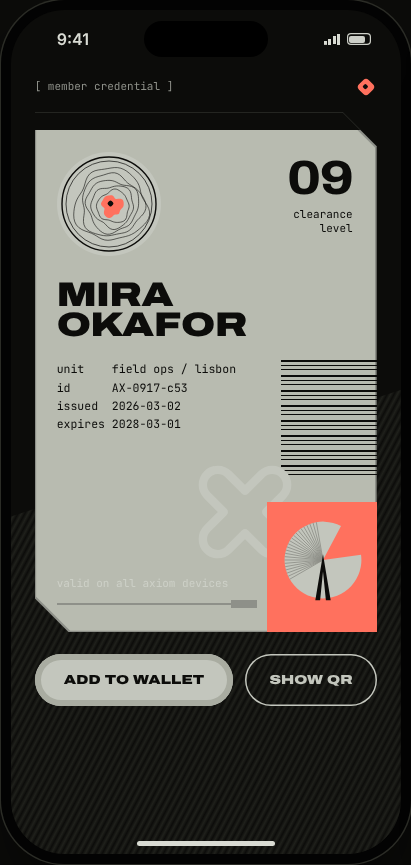 9:41
[ member credential ]
09
clearance
level
MIRA
OKAFOR
unit field ops / lisbon
id AX-0917-c53
issued 2026-03-02
expires 2028-03-01
valid on all axiom devices
ADD TO WALLET
SHOW QR